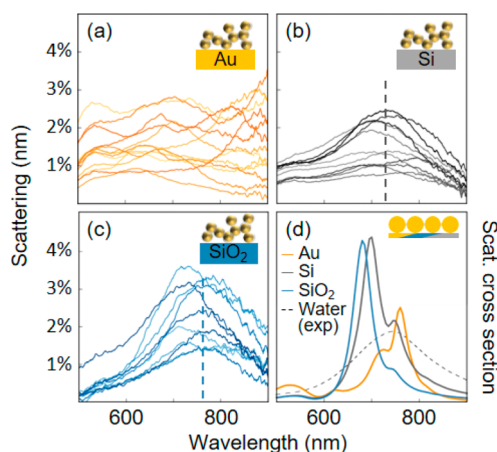 (a)
Au
(b)
Si
4%
3%
2%
1%
Scattering (nm)
(c)
SiO2
4%
3%
2%
1%
(d)
Au
Si
SiO2
Water
(exp)
Scat. cross section
600
800
600
800
Wavelength (nm)